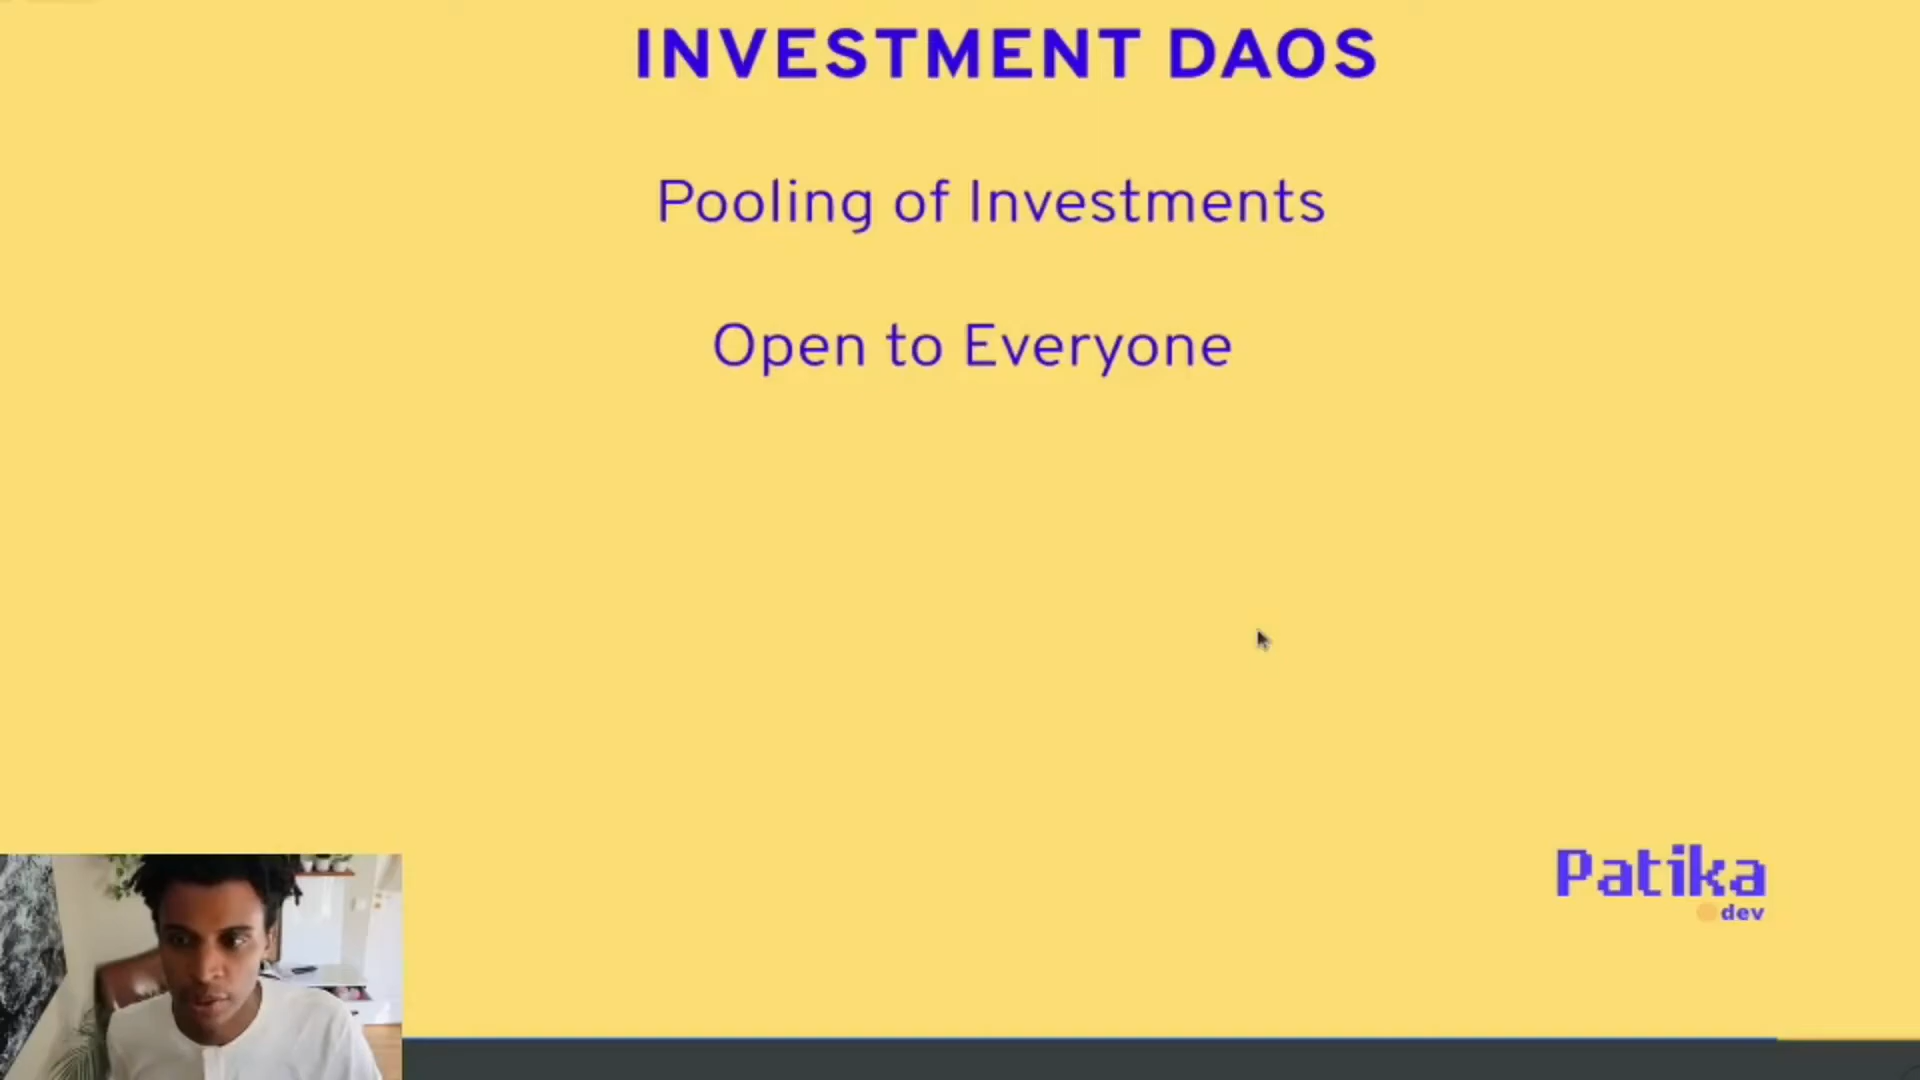 INVESTMENT DAOS
Pooling of Investments
Open to Everyone
Patika
dev